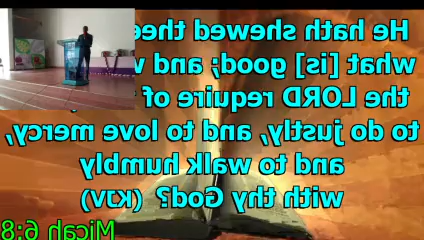 He hath shewed thee
what [is] good; and
the LORD require of
to do justly, and to love mercy,
and to walk humbly
with thy God? (KJV)
Micah 6:8